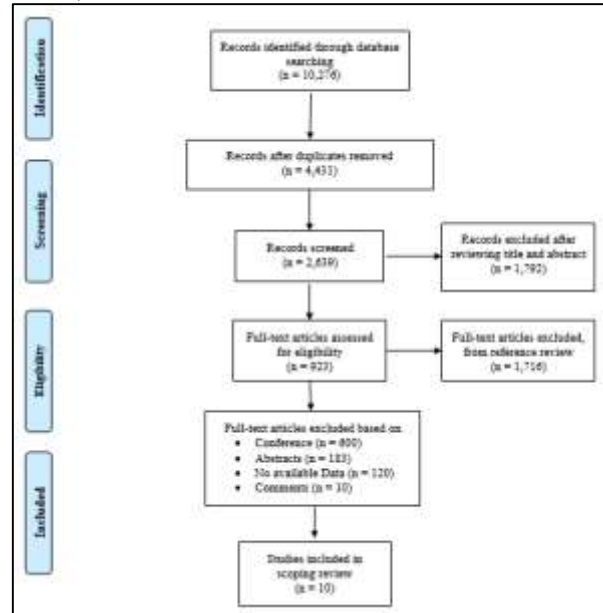 Identification
Records identified through database
searching
(n = 10,276)
Records after duplicates removed
(n = 4,431)
Screening
Records screened
(n = 2,639)
Records excluded after
reviewing title and abstract
(n = 1,792)
Eligibility
Full-text articles assessed
for eligibility
(n = 923)
Full-text articles excluded,
from reference review
(n = 1,716)
Full-text articles excluded based on
• Conference (n = 600)
• Abstracts (n = 183)
• No available Data (n = 120)
• Comments (n = 10)
Included
Studies included in
scoping review
(n = 10)